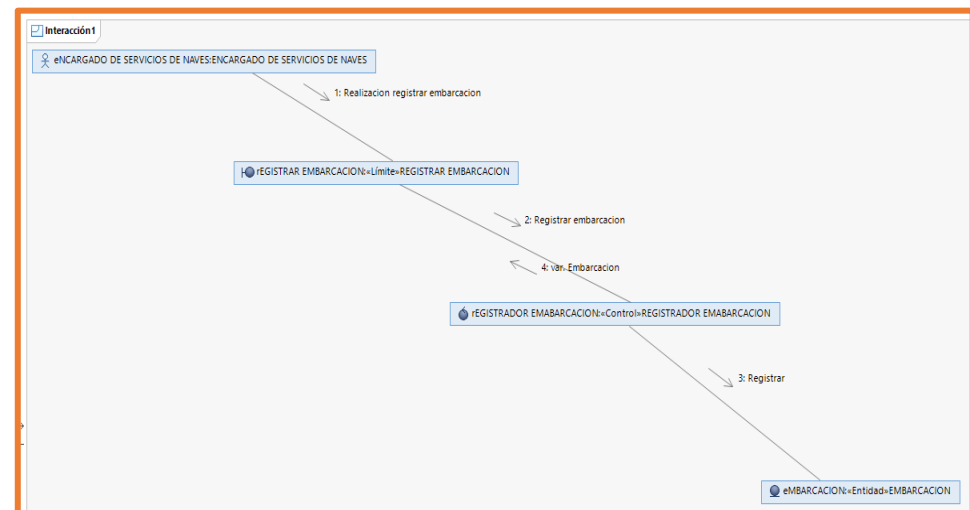 Interacción1
eNCARGADO DE SERVICIOS DE NAVES:ENCARGADO DE SERVICIOS DE NAVES
1: Realizacion registrar embarcacion
rEGISTRAR EMBARCACION:«Límite»REGISTRAR EMBARCACION
2: Registrar embarcacion
4: var. Embarcacion
rEGISTRADOR EMABARCACION:«Control»REGISTRADOR EMABARCACION
3: Registrar
eMBARCACION:«Entidad»EMBARCACION